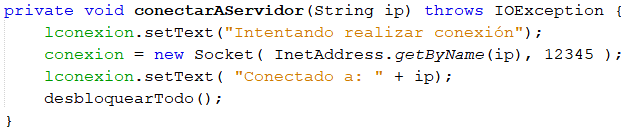 private void conectarAServidor(String ip) throws IOException {
lconexion.setText("Intentando realizar conexión");
conexion = new Socket( InetAddress.getByName(ip), 12345 );
lconexion.setText( "Conectado a: " + ip);
desbloquearTodo();
}